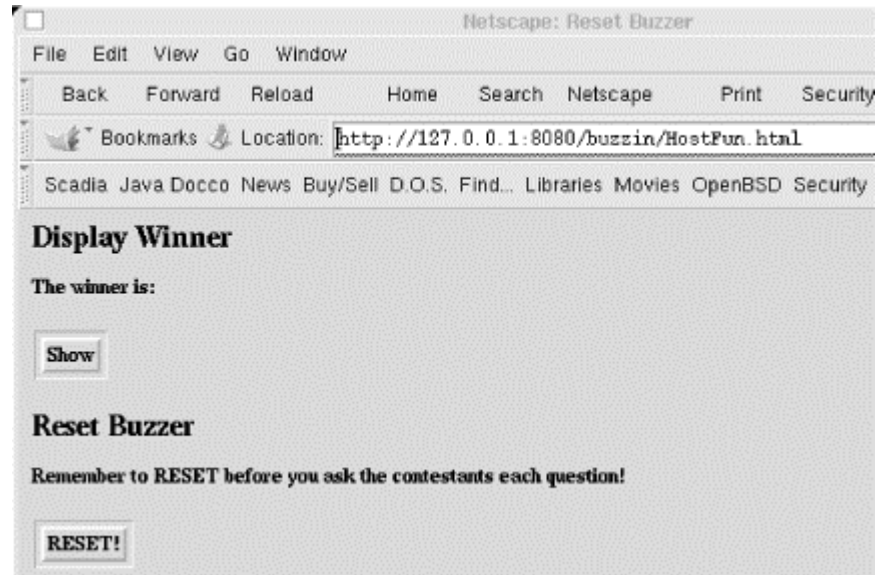 Netscape: Reset Buzzer
File Edit View Go Window
Back Forward Reload Home Search Netscape Print Security
Bookmarks Location: http://127.0.0.1:8080/buzzin/HostFun.html
Scadia Java Docco News Buy/Sell D.O.S. Find... Libraries Movies OpenBSD Security
Display Winner
The winner is:
Show
Reset Buzzer
Remember to RESET before you ask the contestants each question!
RESET!